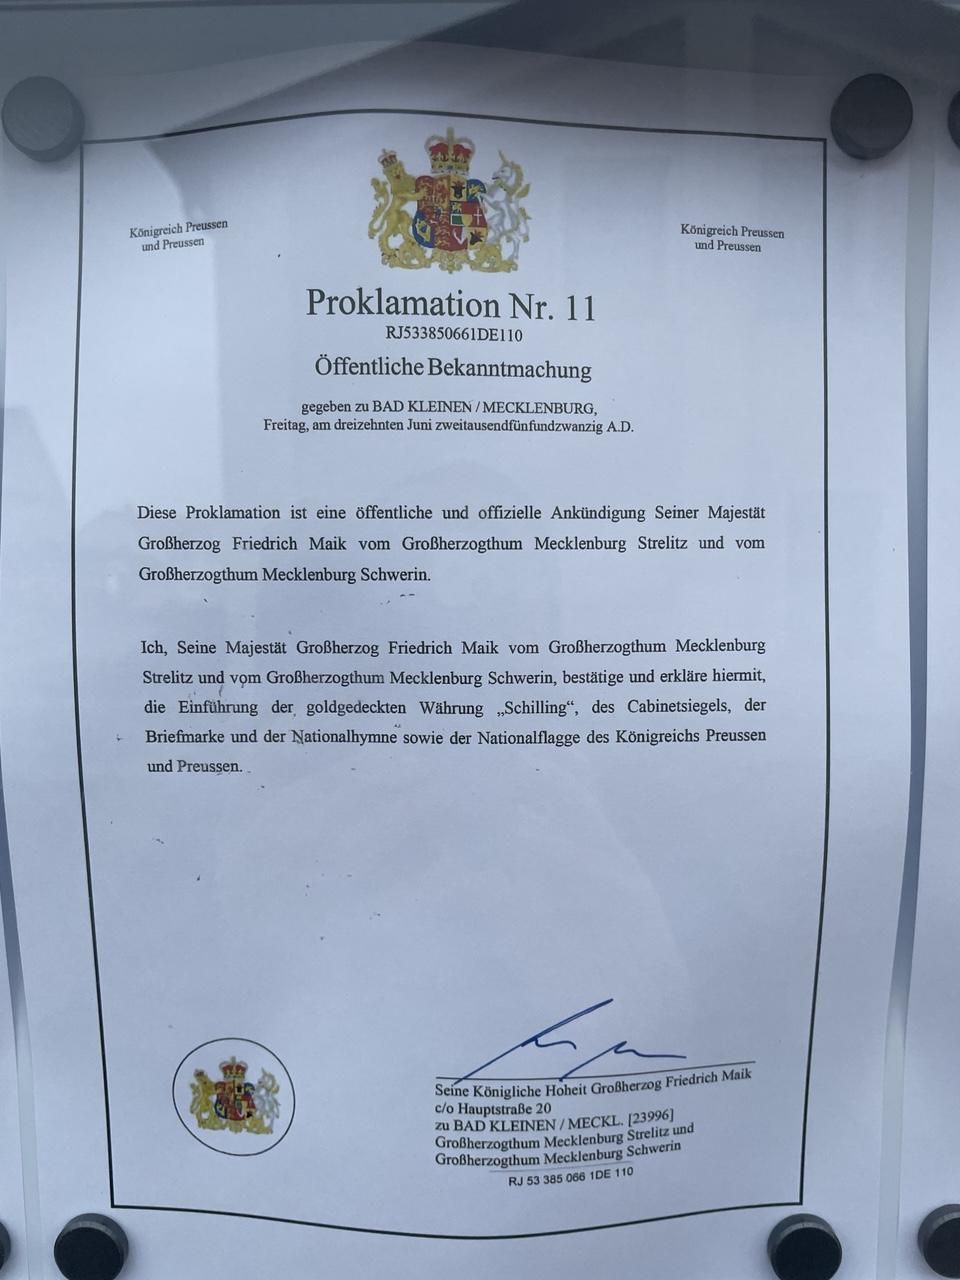 Königreich Preussen
und Preussen
Königreich Preussen
und Preussen
Proklamation Nr. 11
RJ533850661DE110
Öffentliche Bekanntmachung
gegeben zu BAD KLEINEN / MECKLENBURG,
Freitag, am dreizehnten Juni zweitausendfünfundzwanzig A.D.
Diese Proklamation ist eine öffentliche und offizielle Ankündigung Seiner Majestät
Großherzog Friedrich Maik vom Großherzogthum Mecklenburg Strelitz und vom
Großherzogthum Mecklenburg Schwerin.
Ich, Seine Majestät Großherzog Friedrich Maik vom Großherzogthum Mecklenburg
Strelitz und vom Großherzogthum Mecklenburg Schwerin, bestätige und erkläre hiermit,
die Einführung der goldgedeckten Währung „Schilling“, des Cabinetsiegels, der
Briefmarke und der Nationalhymne sowie der Nationalflagge des Königreichs Preussen
und Preussen.
Seine Königliche Hoheit Großherzog Friedrich Maik
c/o Hauptstraße 20
zu BAD KLEINEN / MECKL. [23996]
Großherzogthum Mecklenburg Strelitz und
Großherzogthum Mecklenburg Schwerin
RJ 53 385 066 1DE 110